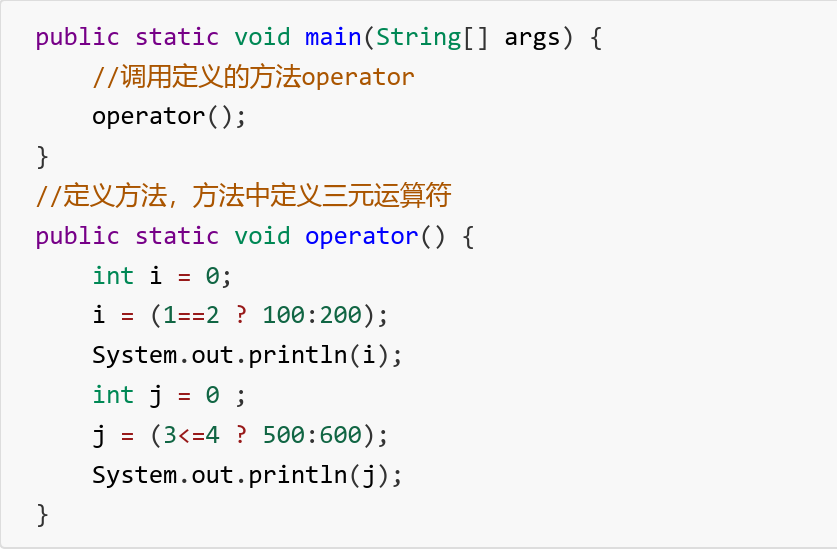 public static void main(String[] args) {
    //调用定义的方法operator
    operator();
}
//定义方法，方法中定义三元运算符
public static void operator() {
    int i = 0;
    i = (1==2 ? 100:200);
    System.out.println(i);
    int j = 0 ;
    j = (3<=4 ? 500:600);
    System.out.println(j);
}